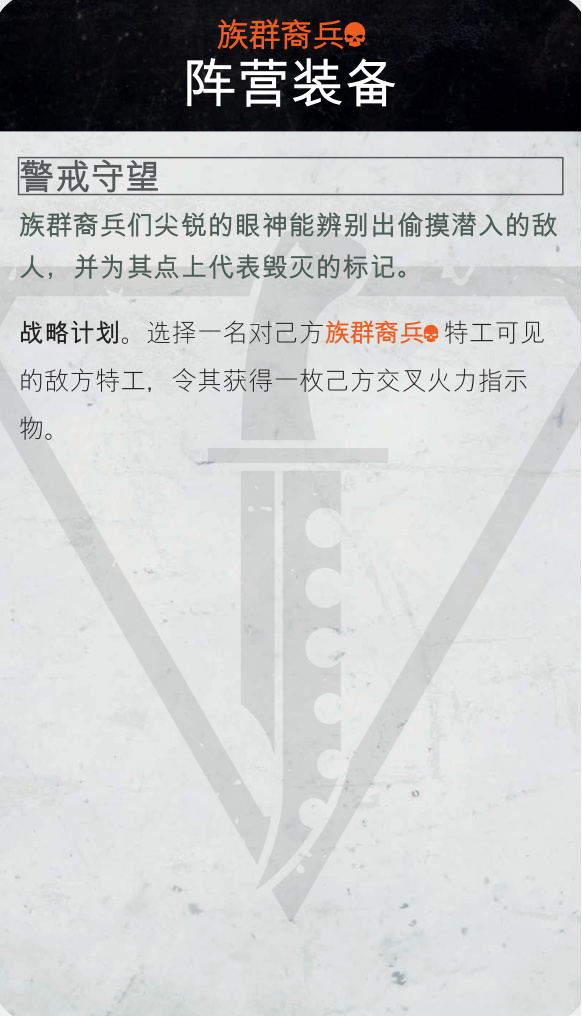 族群裔兵
阵营装备
警戒守望
族群裔兵们尖锐的眼神能辨别出偷摸潜入的敌
人，并为其点上代表毁灭的标记。
战略计划。选择一名对己方族群裔兵特工可见
的敌方特工，令其获得一枚己方交叉火力指示
物。